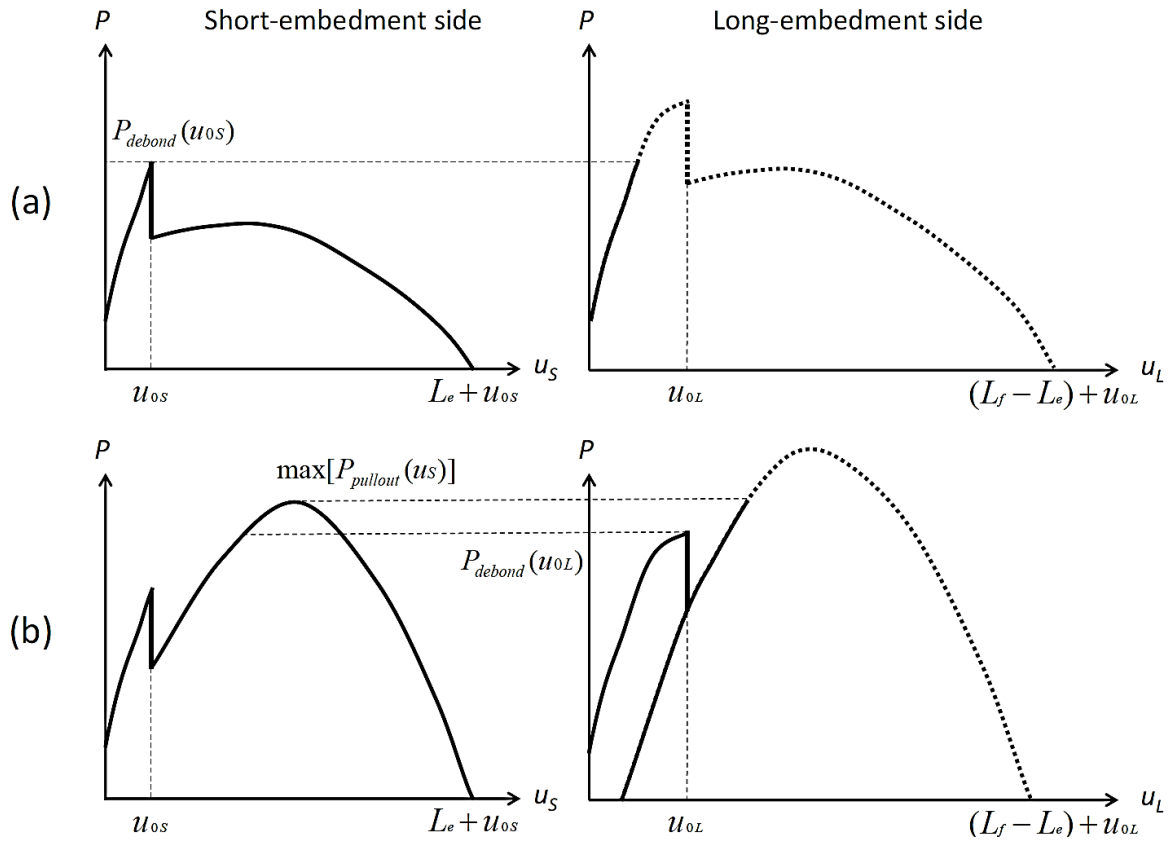 Short-embedment side
Long-embedment side
P
P
P_debond(u_0S)
(a)
u_S
u_L
u_0S
L_e + u_0S
u_0L
(L_f − L_e) + u_0L
P
P
max[P_pullout(u_S)]
P_debond(u_0L)
(b)
u_S
u_L
u_0S
L_e + u_0S
u_0L
(L_f − L_e) + u_0L